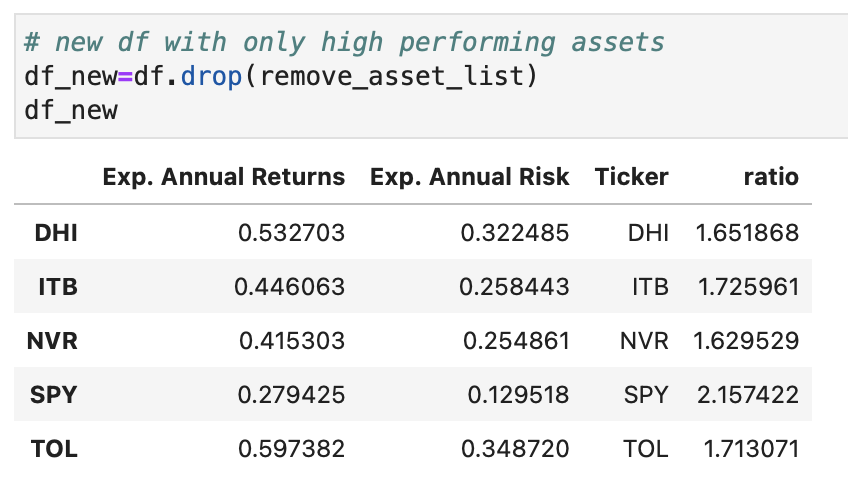 # new df with only high performing assets
df_new=df.drop(remove_asset_list)
df_new
Exp. Annual Returns Exp. Annual Risk Ticker ratio
DHI 0.532703 0.322485 DHI 1.651868
ITB 0.446063 0.258443 ITB 1.725961
NVR 0.415303 0.254861 NVR 1.629529
SPY 0.279425 0.129518 SPY 2.157422
TOL 0.597382 0.348720 TOL 1.713071